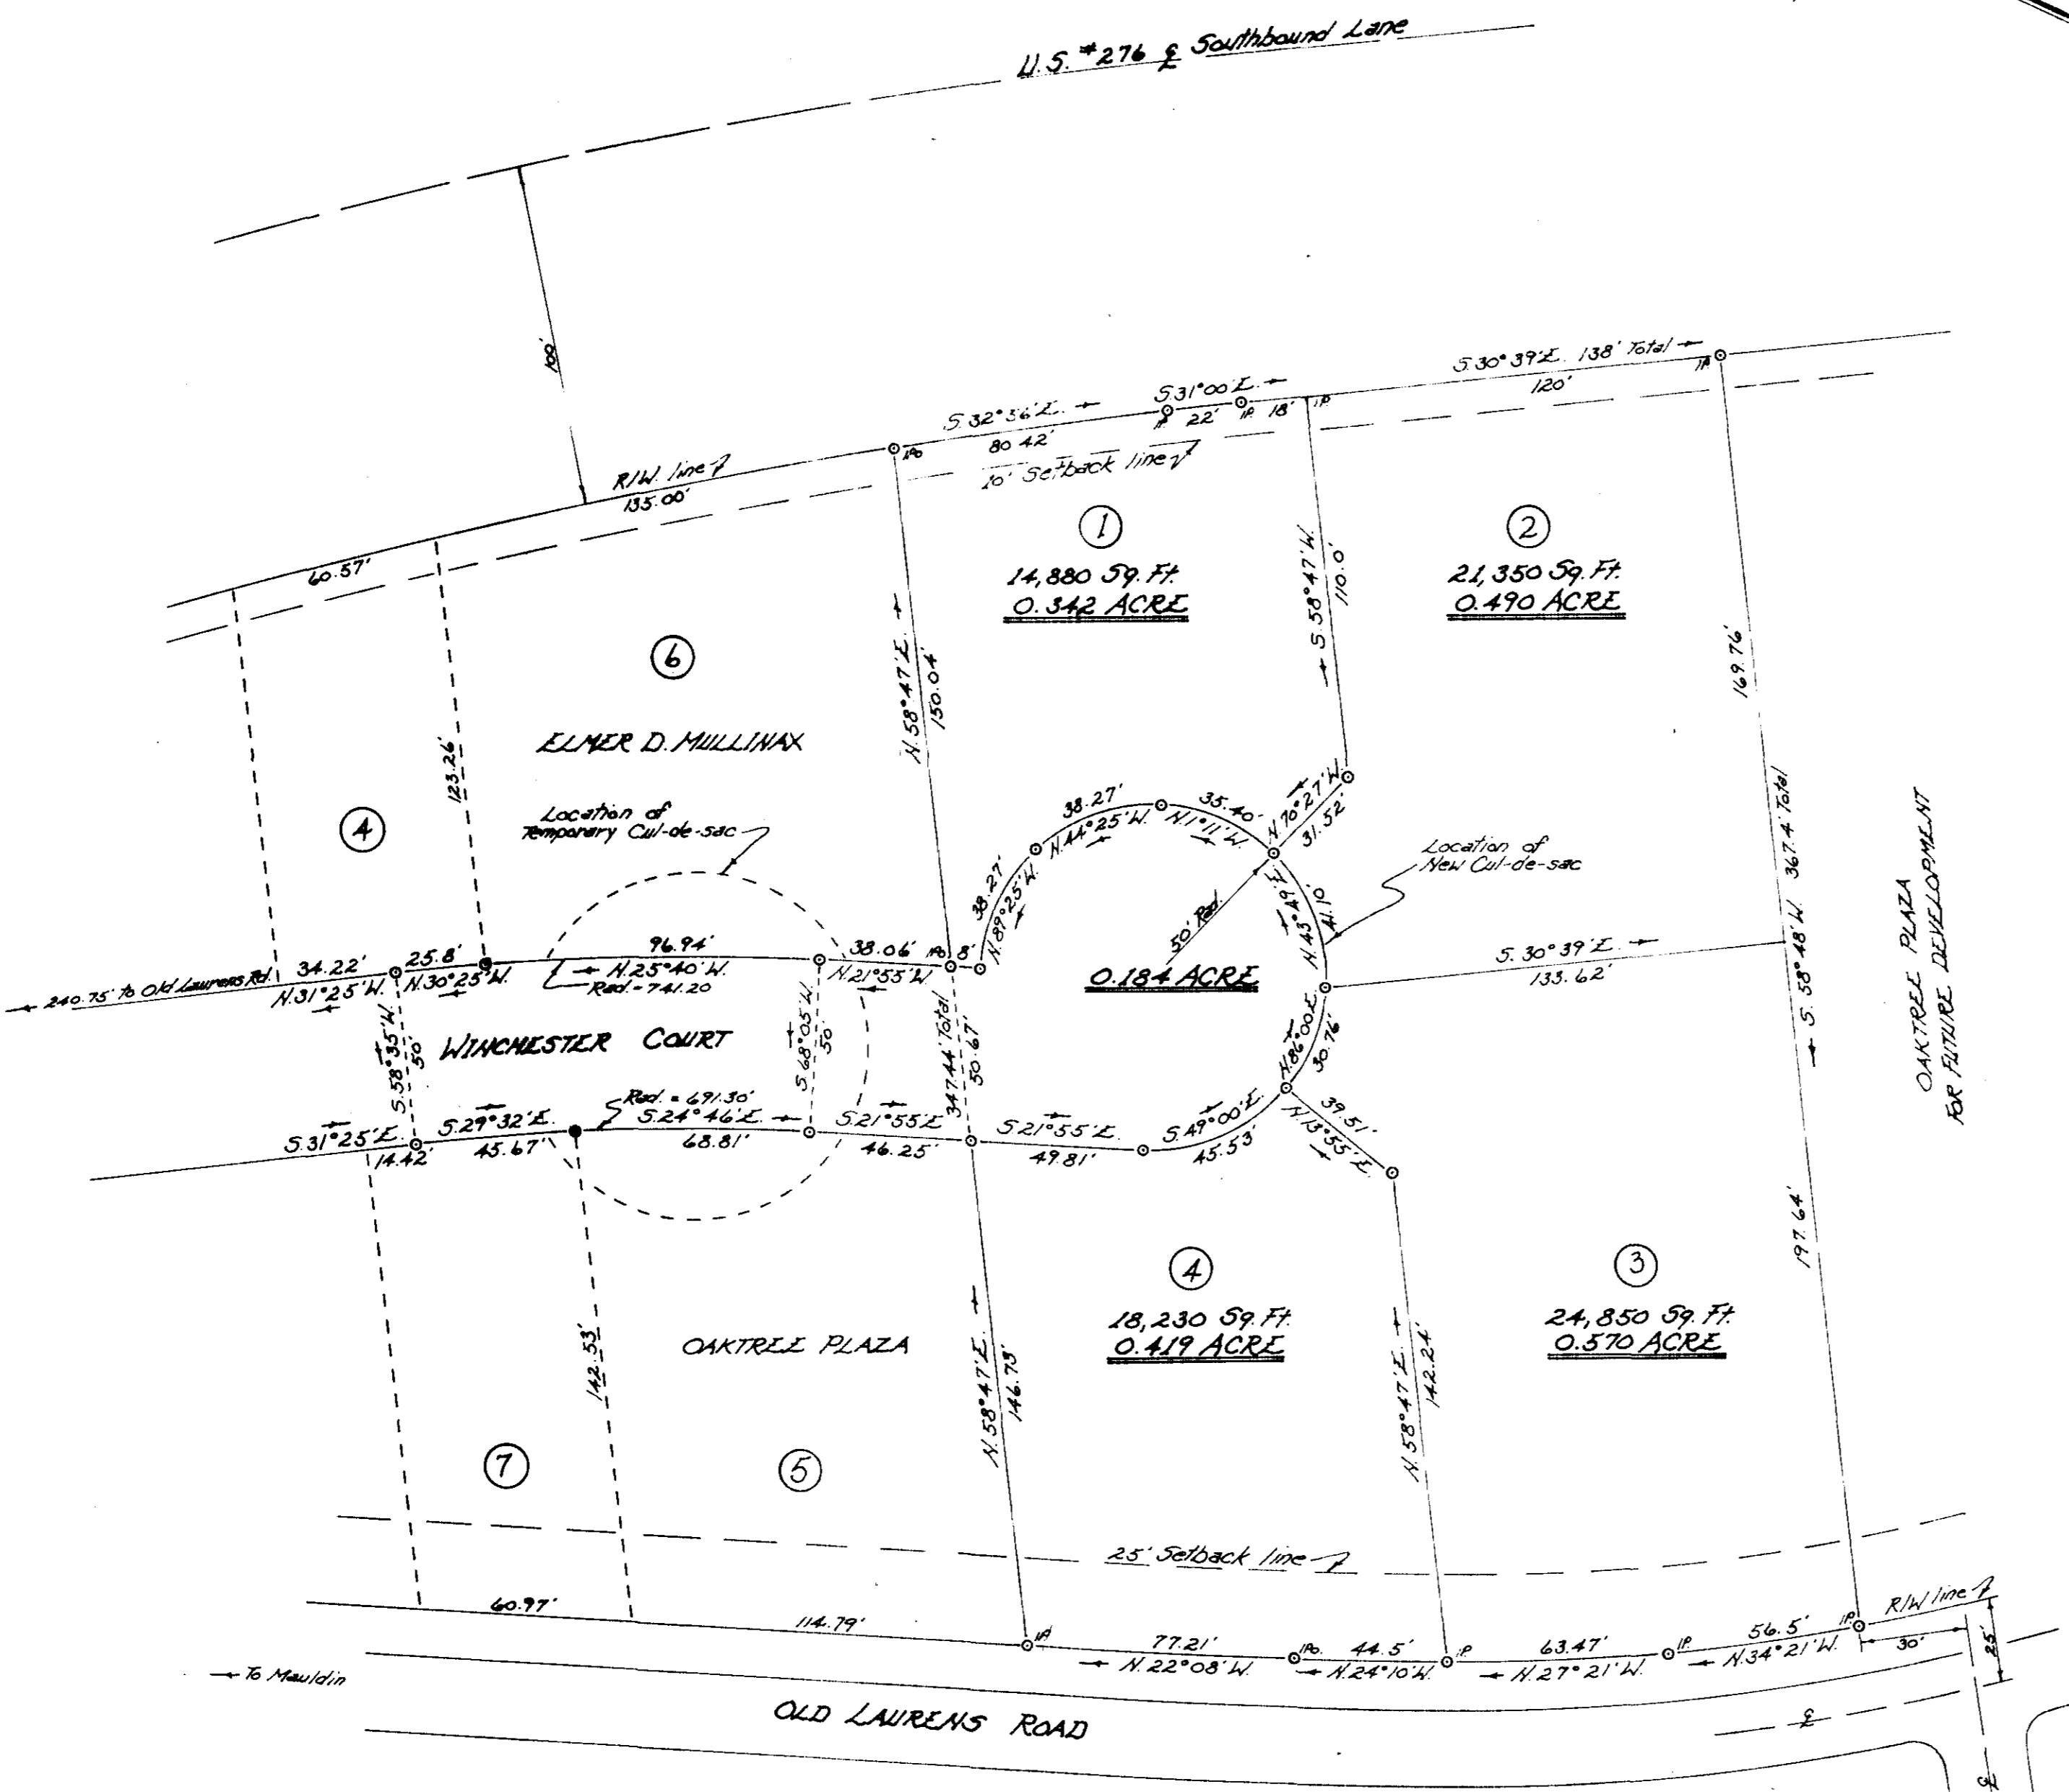 U.S. #276 ℄ Southbound Lane
100'
S.30°39'E. 138' Total →
120'
IP
S.31°00'E. →
IP 22' IP 18' IP
S.32°36'E. →
80.42'
IPo
10' Setback line
R/W. line
135.00'
60.57'
1
14,880 Sq. Ft.
0.342 ACRE
2
21,350 Sq. Ft.
0.490 ACRE
← S.58°47'W.
110.0'
N.58°47'E. →
150.04'
169.76'
6
ELMER D. MULLINAX
123.26'
4
Location of
Temporary Cul-de-sac
38.27'
N.44°25'W.
35.40'
N.1°11'W.
N.70°27'W.
31.52'
38.27'
N.89°25'W.
Location of
New Cul-de-sac
N.43°49'E.
41.10'
50' Rad.
0.184 ACRE
S.30°39'E. →
133.62'
← S. 58°48'W. 367.4' Total
OAKTREE PLAZA
FOR FUTURE DEVELOPMENT
← 240.75' to Old Laurens Rd.
34.22'
N.31°25'W.
25.8'
N.30°25'W.
96.94'
← N.25°40'W.
Rad. = 741.20
38.06'
N.21°55'W.
IPo 8'
S.58°35'W.
50'
WINCHESTER COURT
S.68°05'W.
50'
347.44' Total
50.67'
N.86°00'E.
30.76'
Rad. = 691.30'
S.31°25'E.
14.42'
S.29°32'E.
45.67'
S.24°46'E. →
68.81'
S.21°55'E
46.25'
S.21°55'E.
49.81'
S.49°00'E.
45.53'
39.51'
N.13°55'E.
197.64'
4
18,230 Sq. Ft.
0.419 ACRE
3
24,850 Sq. Ft.
0.570 ACRE
OAKTREE PLAZA
142.53'
N.58°47'E. →
146.73'
N.58°47'E. →
142.24'
7
5
25' Setback line
60.97'
114.79'
IP
77.21'
← N.22°08'W.
IPo.
44.5'
← N.24°10'W.
IP.
63.47'
← N.27°21'W.
IP.
56.5'
← N.34°21'W.
IP.
R/W line
30'
25'
← To Mauldin
OLD LAURENS ROAD
℄
℄